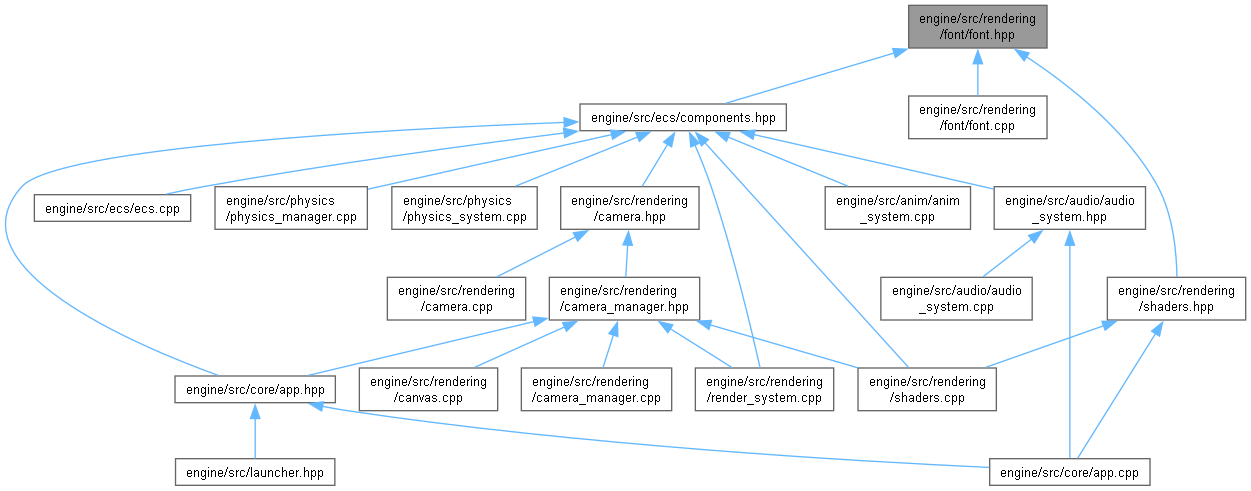 engine/src/rendering
/font/font.hpp
engine/src/ecs/components.hpp
engine/src/rendering
/font/font.cpp
engine/src/ecs/ecs.cpp
engine/src/physics
/physics_manager.cpp
engine/src/physics
/physics_system.cpp
engine/src/rendering
/camera.hpp
engine/src/anim/anim
_system.cpp
engine/src/audio/audio
_system.hpp
engine/src/rendering
/camera.cpp
engine/src/rendering
/camera_manager.hpp
engine/src/audio/audio
_system.cpp
engine/src/rendering
/shaders.hpp
engine/src/core/app.hpp
engine/src/rendering
/canvas.cpp
engine/src/rendering
/camera_manager.cpp
engine/src/rendering
/render_system.cpp
engine/src/rendering
/shaders.cpp
engine/src/launcher.hpp
engine/src/core/app.cpp